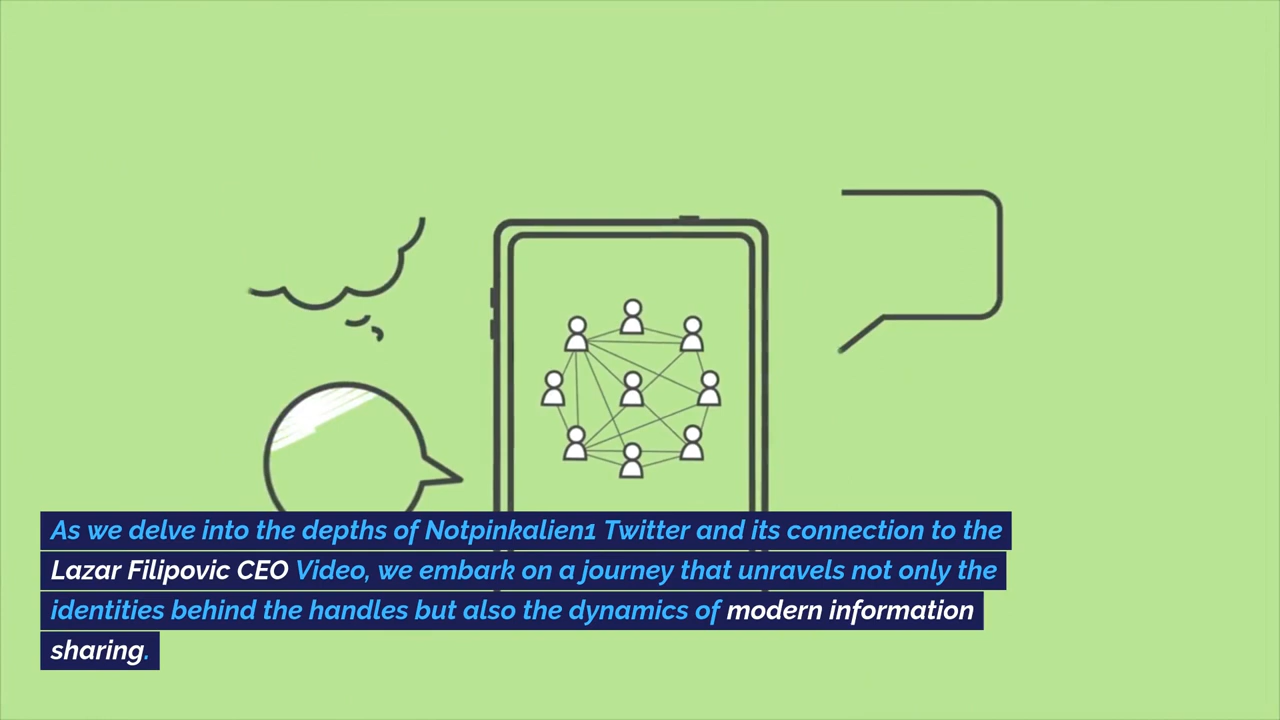 As we delve into the depths of Notpinkalien1 Twitter and its connection to the
Lazar Filipovic CEO Video, we embark on a journey that unravels not only the
identities behind the handles but also the dynamics of modern information
sharing.